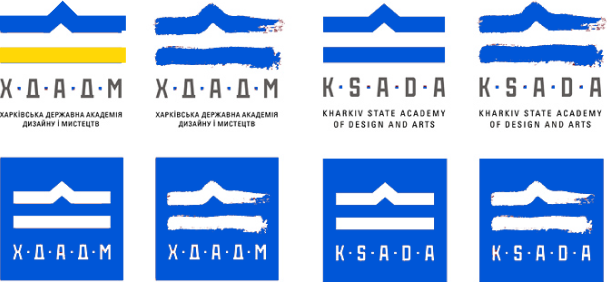 Х·Д·А·Д·М
ХАРКІВСЬКА ДЕРЖАВНА АКАДЕМІЯ
ДИЗАЙНУ І МИСТЕЦТВ
Х·Д·А·Д·М
ХАРКІВСЬКА ДЕРЖАВНА АКАДЕМІЯ
ДИЗАЙНУ І МИСТЕЦТВ
K·S·A·D·A
KHARKIV STATE ACADEMY
OF DESIGN AND ARTS
K·S·A·D·A
KHARKIV STATE ACADEMY
OF DESIGN AND ARTS
Х·Д·А·Д·М
Х·Д·А·Д·М
K·S·A·D·A
K·S·A·D·A